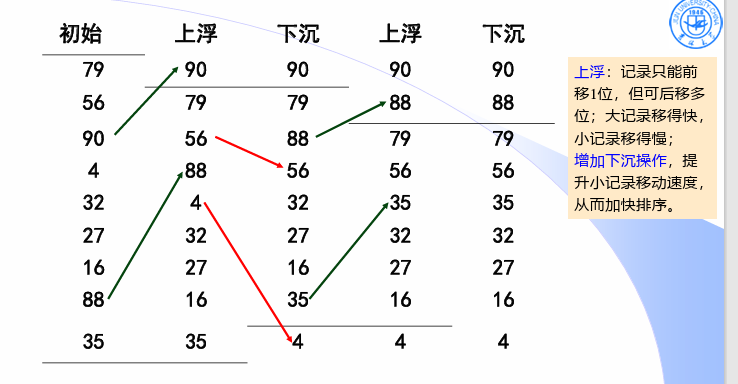 初始 上浮 下沉 上浮 下沉
79 90 90 90 90
56 79 79 88 88
90 56 88 79 79
4 88 56 56 56
32 4 32 35 35
27 32 27 32 32
16 27 16 27 27
88 16 35 16 16
35 35 4 4 4
上浮：记录只能前
移1位，但可后移多
位；大记录移得快，
小记录移得慢；
增加下沉操作，提
升小记录移动速度，
从而加快排序。